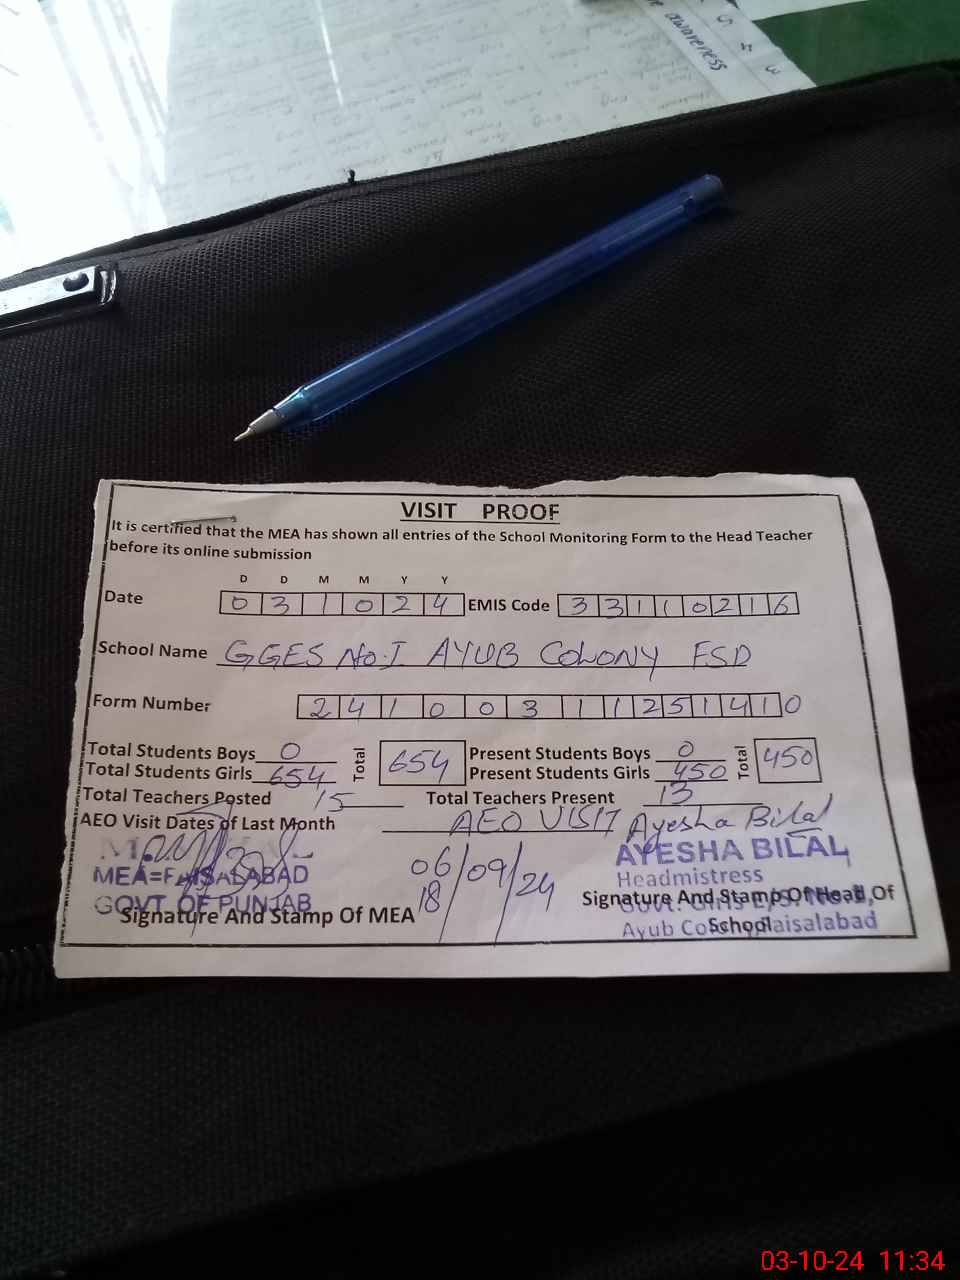 awareness
VISIT PROOF
It is certified that the MEA has shown all entries of the School Monitoring Form to the Head Teacher
before its online submission
D D M M Y Y
Date 0 3 1 0 2 4 EMIS Code 3 3 1 1 0 2 1 6
School Name GGES No.I AYUB COLONY FSD
Form Number 2 4 1 0 0 3 1 1 2 5 1 4 1 0
Total Students Boys 0 Total 654 Present Students Boys 0 Total 450
Total Students Girls 654 Present Students Girls 450
Total Teachers Posted 15 Total Teachers Present 13
AEO Visit Dates of Last Month AEO VISIT Ayesha Bilal
AYESHA BILAL
MEA=FAISALABAD 06/09/24 Headmistress
GOVT. OF PUNJAB 18
Signature And Stamp Of MEA Signature And Stamp Of Head Of
School
Ayub Colony Faisalabad
03-10-24 11:34